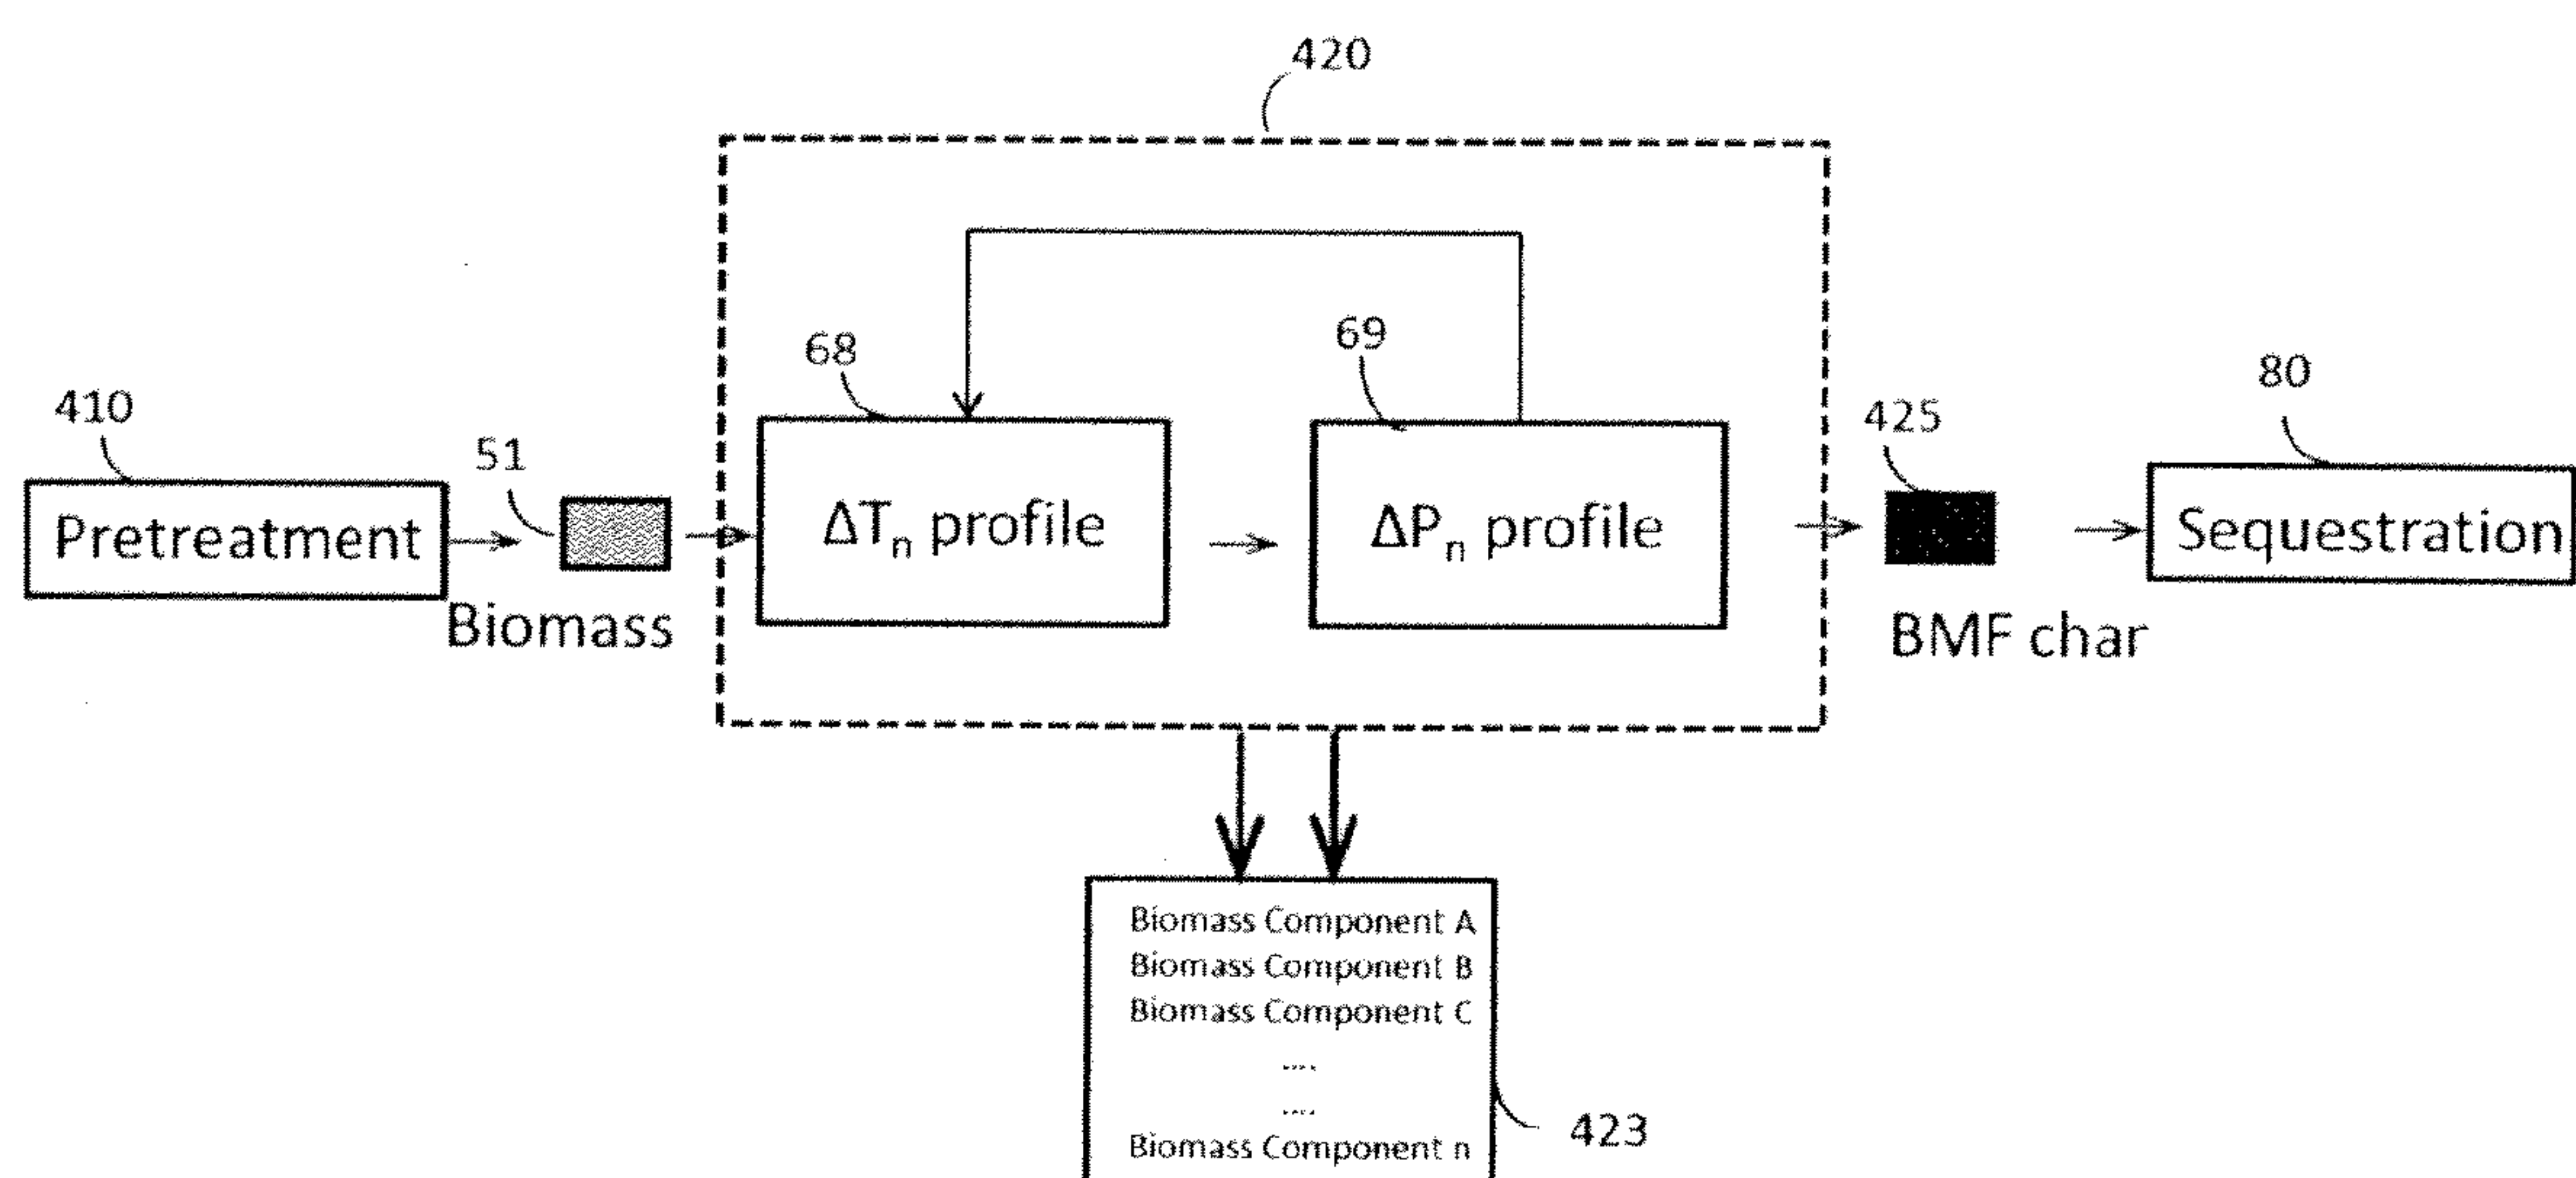 420
68
69
410
51
425
80
Pretreatment
ΔTₙ profile
ΔPₙ profile
Sequestration
Biomass
BMF char
Biomass Component A
Biomass Component B
Biomass Component C
....
....
Biomass Component n
423